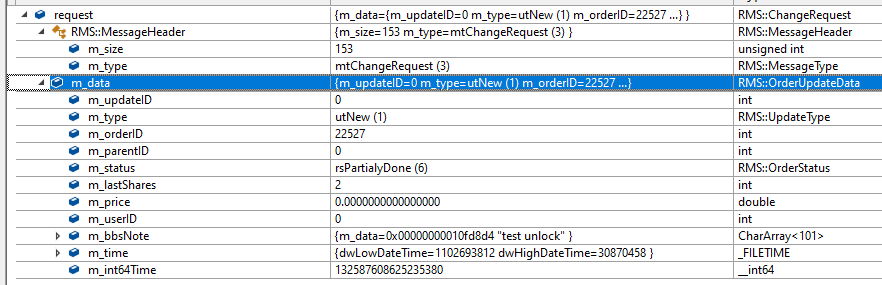 request {m_data={m_updateID=0 m_type=utNew (1) m_orderID=22527 ...} } RMS::ChangeRequest
RMS::MessageHeader {m_size=153 m_type=mtChangeRequest (3) } RMS::MessageHeader
m_size 153 unsigned int
m_type mtChangeRequest (3) RMS::MessageType
m_data {m_updateID=0 m_type=utNew (1) m_orderID=22527 ...} RMS::OrderUpdateData
m_updateID 0 int
m_type utNew (1) RMS::UpdateType
m_orderID 22527 int
m_parentID 0 int
m_status rsPartialyDone (6) RMS::OrderStatus
m_lastShares 2 int
m_price 0.0000000000000000 double
m_userID 0 int
m_bbsNote {m_data=0x00000000010fd8d4 "test unlock" } CharArray<101>
m_time {dwLowDateTime=1102693812 dwHighDateTime=30870458 } _FILETIME
m_int64Time 132587608625235380 __int64